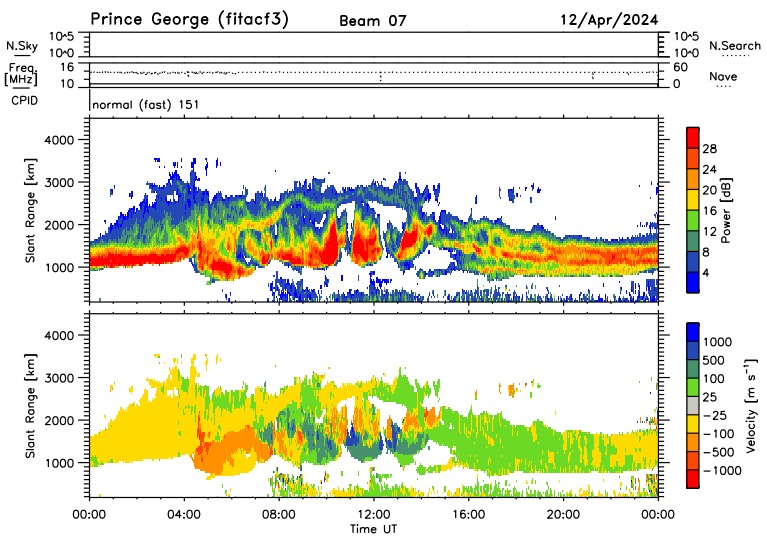 Prince George (fitacf3) Beam 07 12/Apr/2024
10^5 10^5
N.Sky N.Search
10^0 10^0
Freq. 16 60
[MHz] Nave
10 0
CPID normal (fast) 151
4000
3000
2000
1000
Slant Range [km]
28
24
20
16
12
8
4
Power [dB]
4000
3000
2000
1000
Slant Range [km]
1000
500
100
25
-25
-100
-500
-1000
Velocity [m s⁻¹]
00:00 04:00 08:00 12:00 16:00 20:00 00:00
Time UT